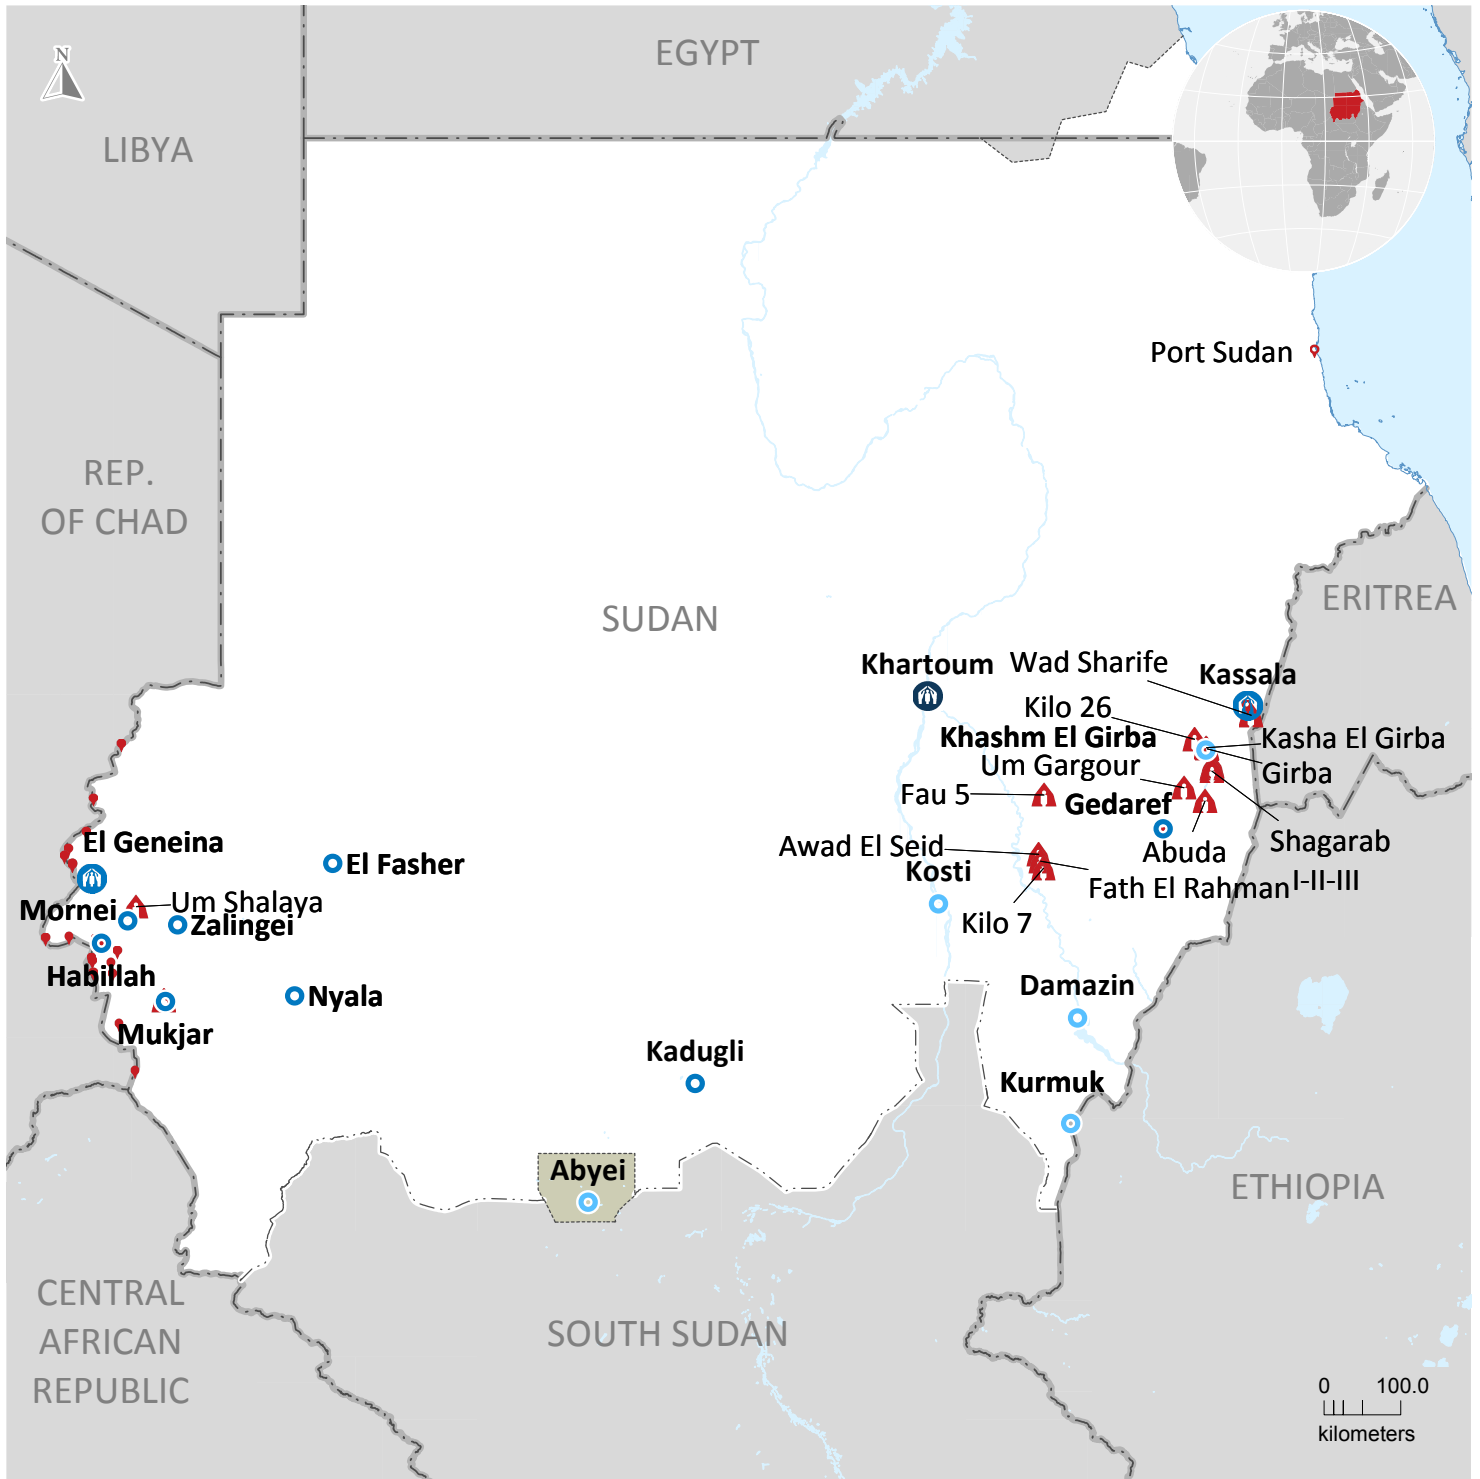 N
EGYPT
LIBYA
Port Sudan
REP.
OF CHAD
SUDAN
ERITREA
Khartoum
Wad Sharife
Kassala
Kilo 26
Khashm El Girba
Kasha El Girba
Um Gargour
Girba
Fau 5
Gedaref
El Geneina
Awad El Seid
Abuda
Shagarab
I-II-III
El Fasher
Kosti
Fath El Rahman
Um Shalaya
Mornei
Zalingei
Kilo 7
Habillah
Nyala
Damazin
Mukjar
Kadugli
Kurmuk
Abyei
ETHIOPIA
CENTRAL
AFRICAN
REPUBLIC
SOUTH SUDAN
0 100.0
kilometers